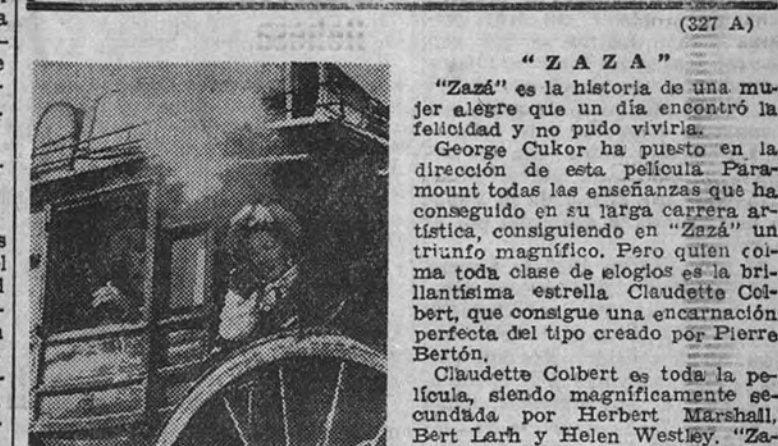 (327 A)
"ZAZA"
"Zazá" es la historia de una mu-
jer alegre que un día encontró la
felicidad y no pudo vivirla.
George Cukor ha puesto en la
dirección de esta película Para-
mount todas las enseñanzas que ha
conseguido en su larga carrera ar-
tística, consiguiendo en "Zazá" un
triunfo magnífico. Pero quien col-
ma toda clase de elogios es la bri-
llantísima estrella Claudette Col-
bert, que consigue una encarnación
perfecta del tipo creado por Pierre
Bertón.
Claudette Colbert es toda la pe-
lícula, siendo magníficamente se-
cundada por Herbert Marshall,
Bert Larh y Helen Westley. "Za-